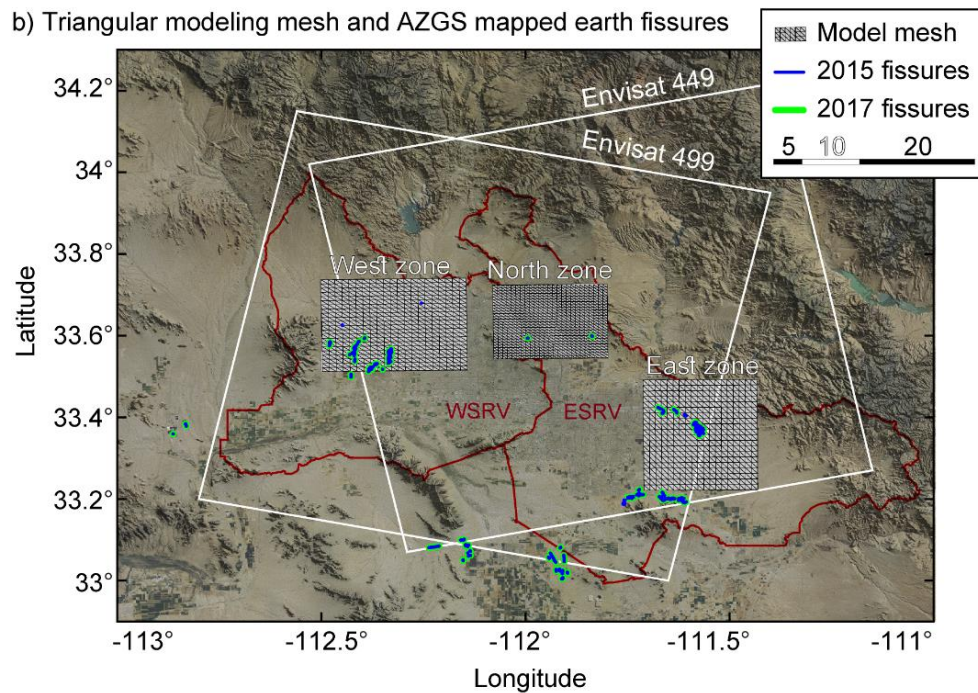 b) Triangular modeling mesh and AZGS mapped earth fissures
Model mesh
2015 fissures
2017 fissures
5 10 20
Envisat 449
Envisat 499
West zone
North zone
East zone
WSRV
ESRV
34.2°
34°
33.8°
33.6°
33.4°
33.2°
33°
Latitude
-113° -112.5° -112° -111.5° -111°
Longitude